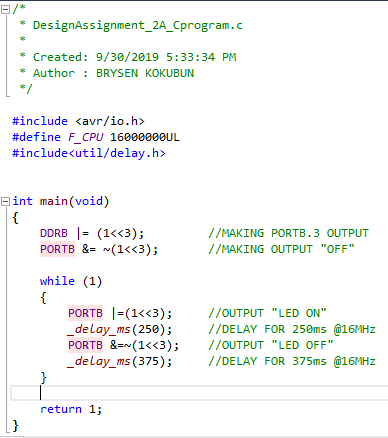 /*
* DesignAssignment_2A_Cprogram.c
*
* Created: 9/30/2019 5:33:34 PM
* Author : BRYSEN KOKUBUN
*/
#include <avr/io.h>
#define F_CPU 16000000UL
#include<util/delay.h>
int main(void)
{
DDRB |= (1<<3); //MAKING PORTB.3 OUTPUT
PORTB &= ~(1<<3); //MAKING OUTPUT "OFF"
while (1)
{
PORTB |=(1<<3); //OUTPUT "LED ON"
_delay_ms(250); //DELAY FOR 250ms @16MHz
PORTB &=~(1<<3); //OUTPUT "LED OFF"
_delay_ms(375); //DELAY FOR 375ms @16MHz
}
return 1;
}